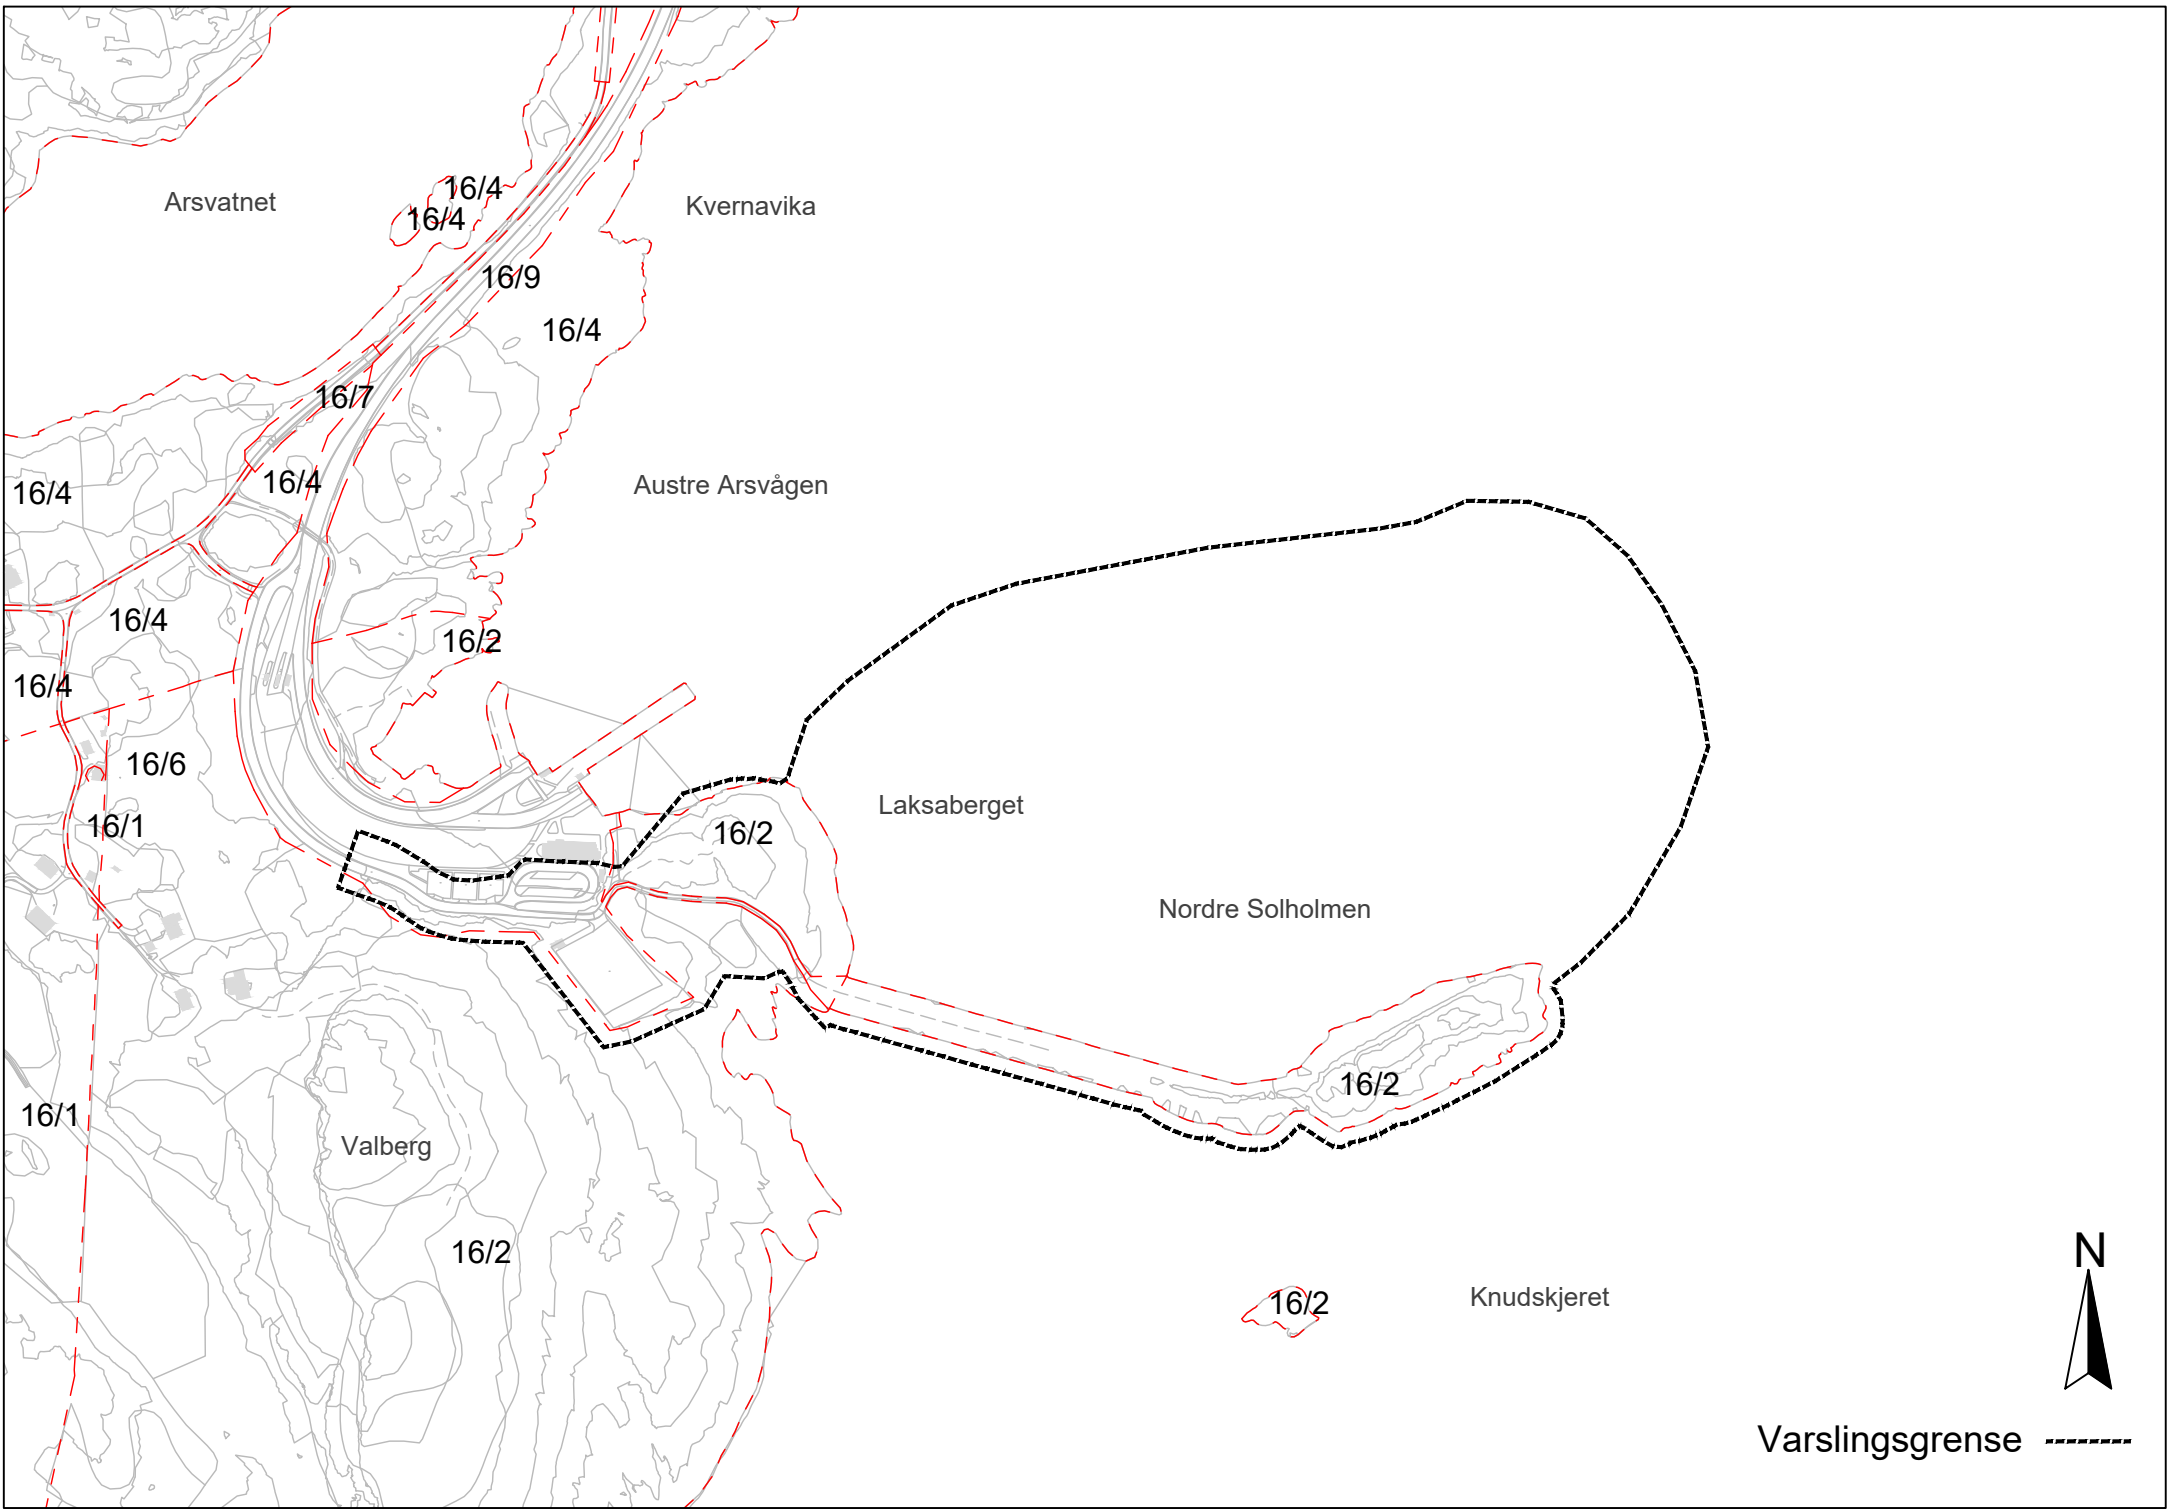 16/4
Arsvatnet
Kvernavika
16/4
16/9
16/4
16/7
16/4
Austre Arsvågen
16/4
16/4
16/2
16/4
16/6
Laksaberget
16/1
16/2
Nordre Solholmen
16/2
16/1
Valberg
16/2
N
Knudskjeret
16/2
Varslingsgrense